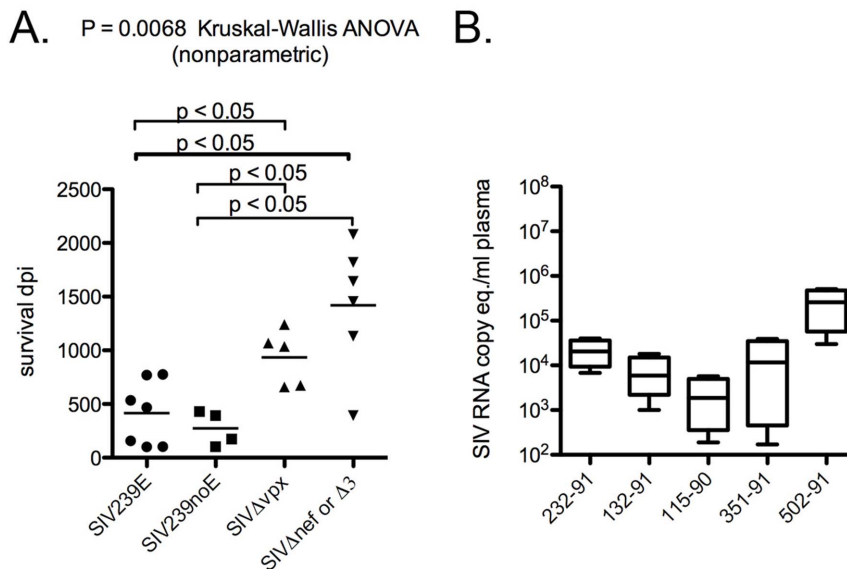 A.
P = 0.0068 Kruskal-Wallis ANOVA
(nonparametric)
p < 0.05
p < 0.05
p < 0.05
p < 0.05
survival dpi
2500
2000
1500
1000
500
0
SIV239E
SIV239noE
SIVΔvpx
SIVΔnef or Δ3
B.
SIV RNA copy eq./ml plasma
10⁸
10⁷
10⁶
10⁵
10⁴
10³
10²
232-91
132-91
115-90
351-91
502-91